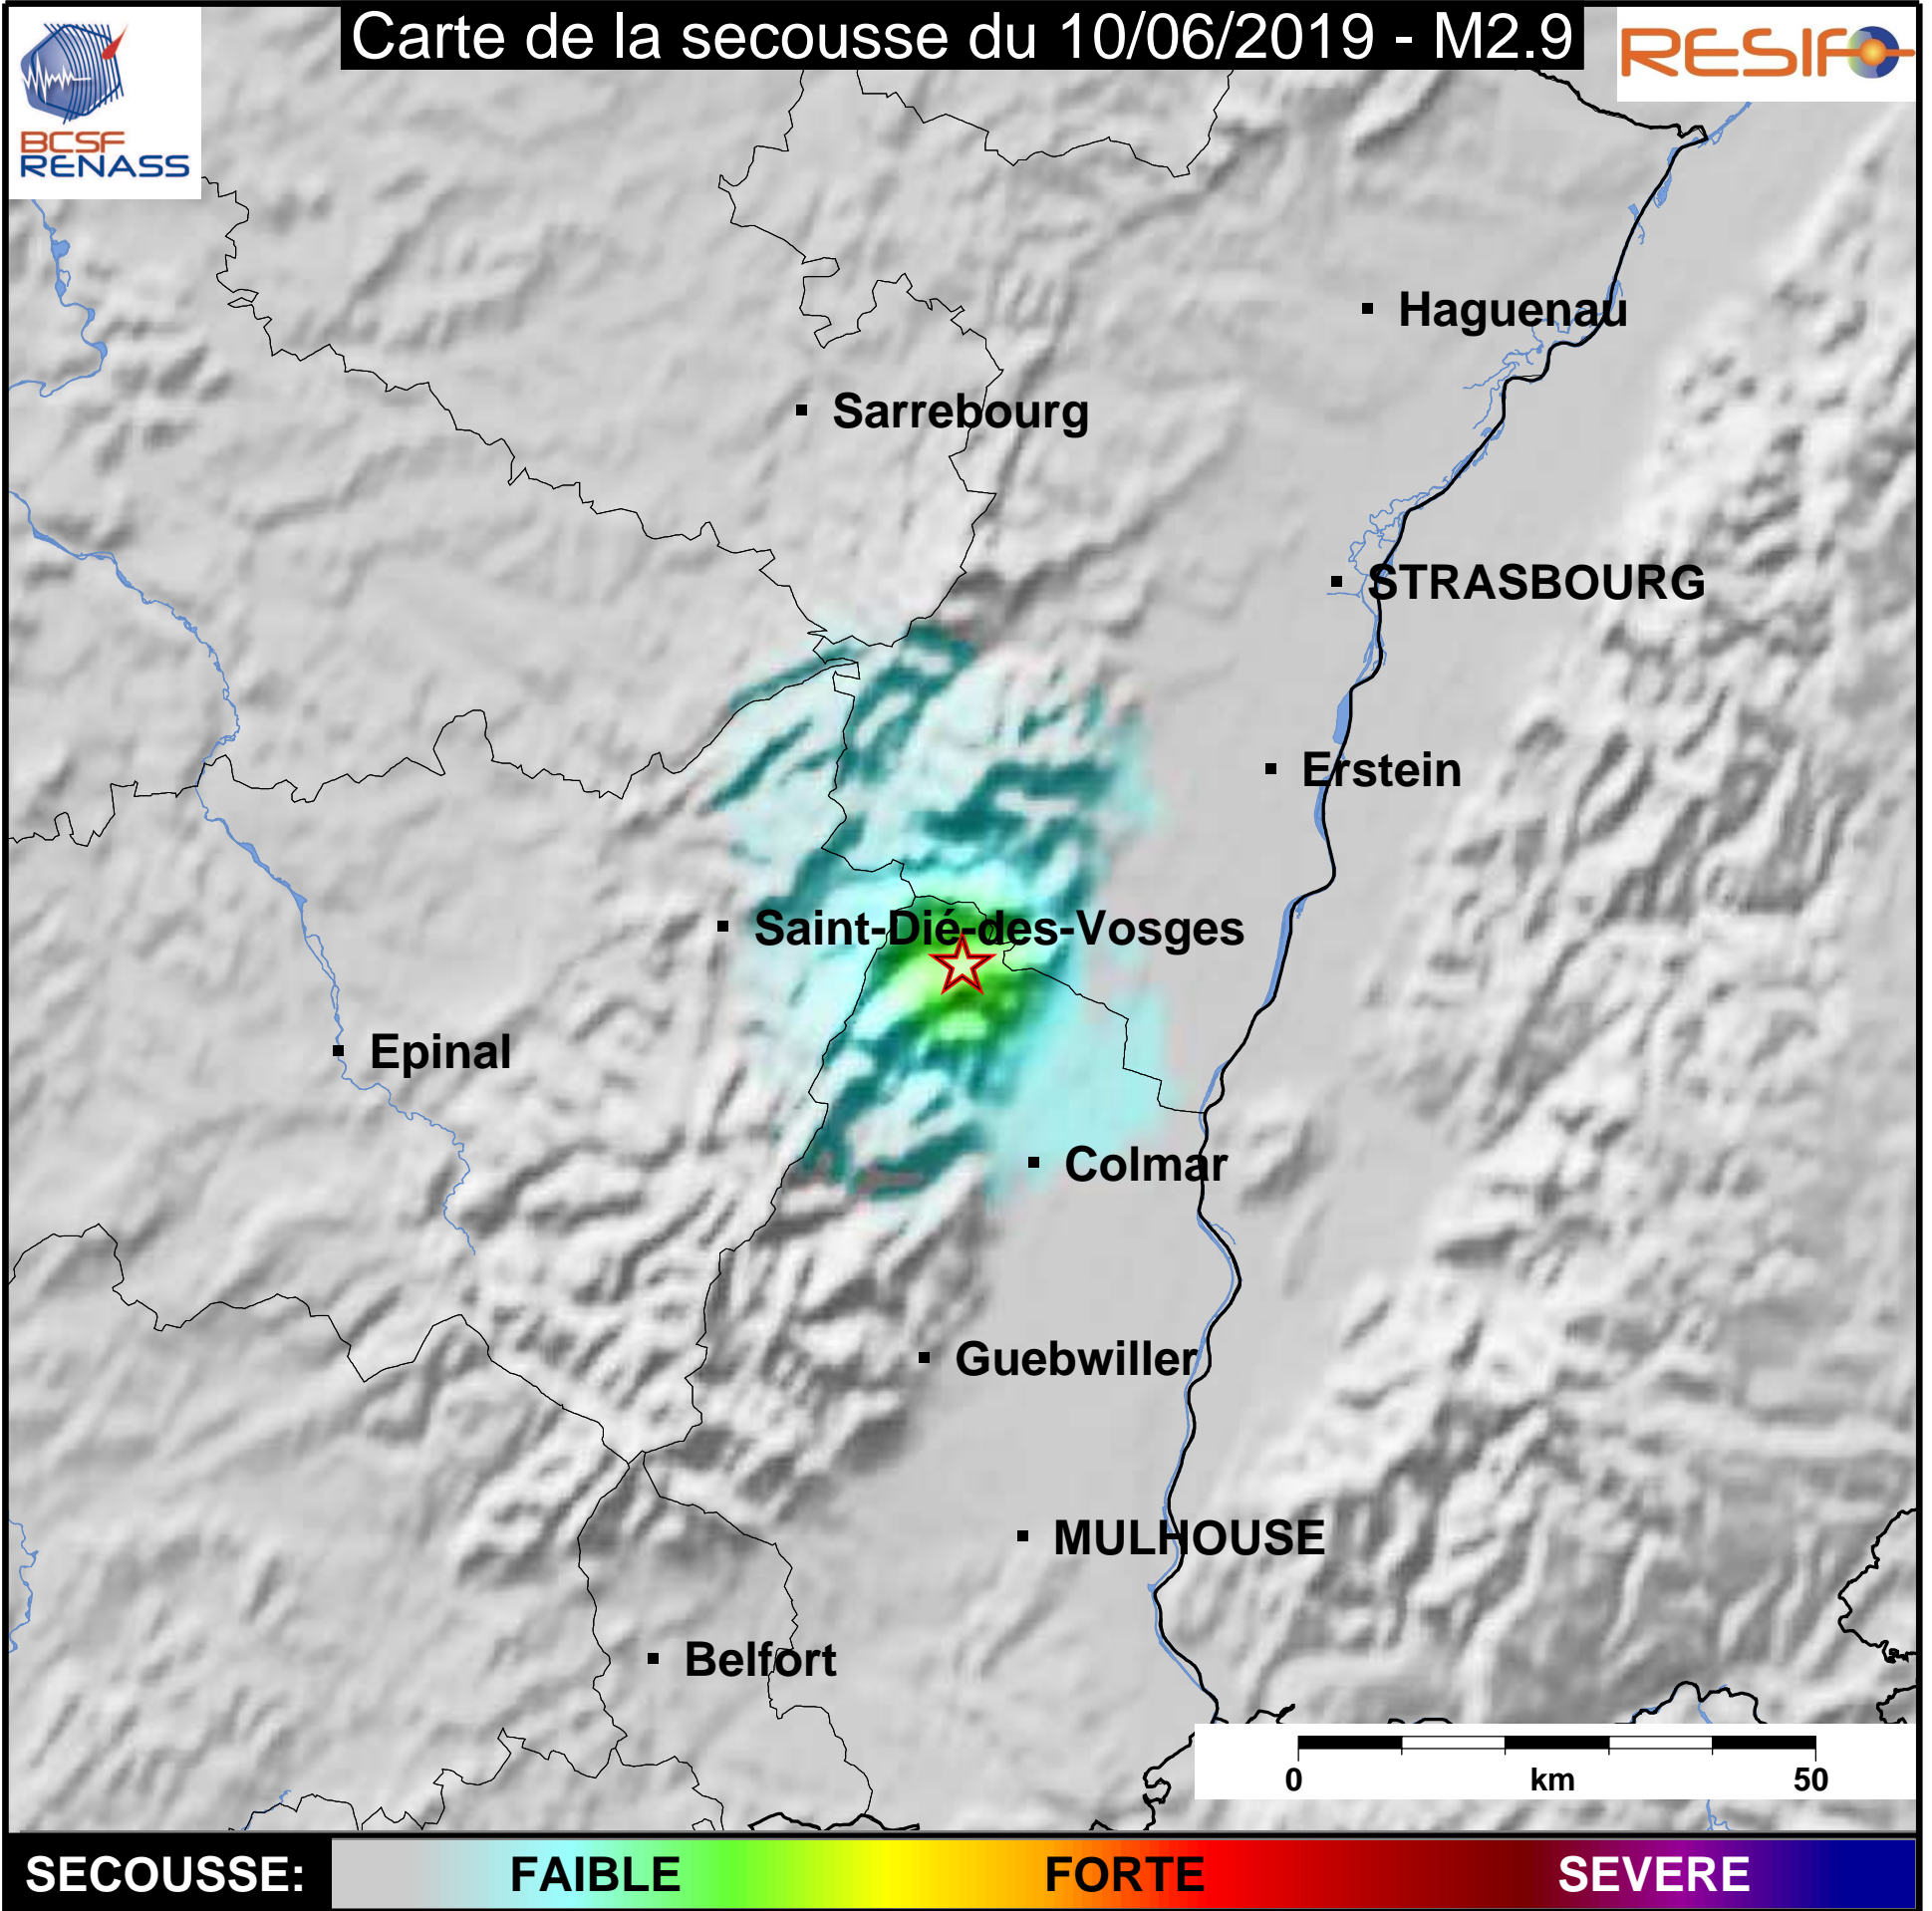 Carte de la secousse du 10/06/2019 - M2.9
BCSF
RENASS
RESIF
Haguenau
Sarrebourg
STRASBOURG
Erstein
Saint-Dié-des-Vosges
Epinal
Colmar
Guebwiller
MULHOUSE
Belfort
0 km 50
SECOUSSE: FAIBLE FORTE SEVERE